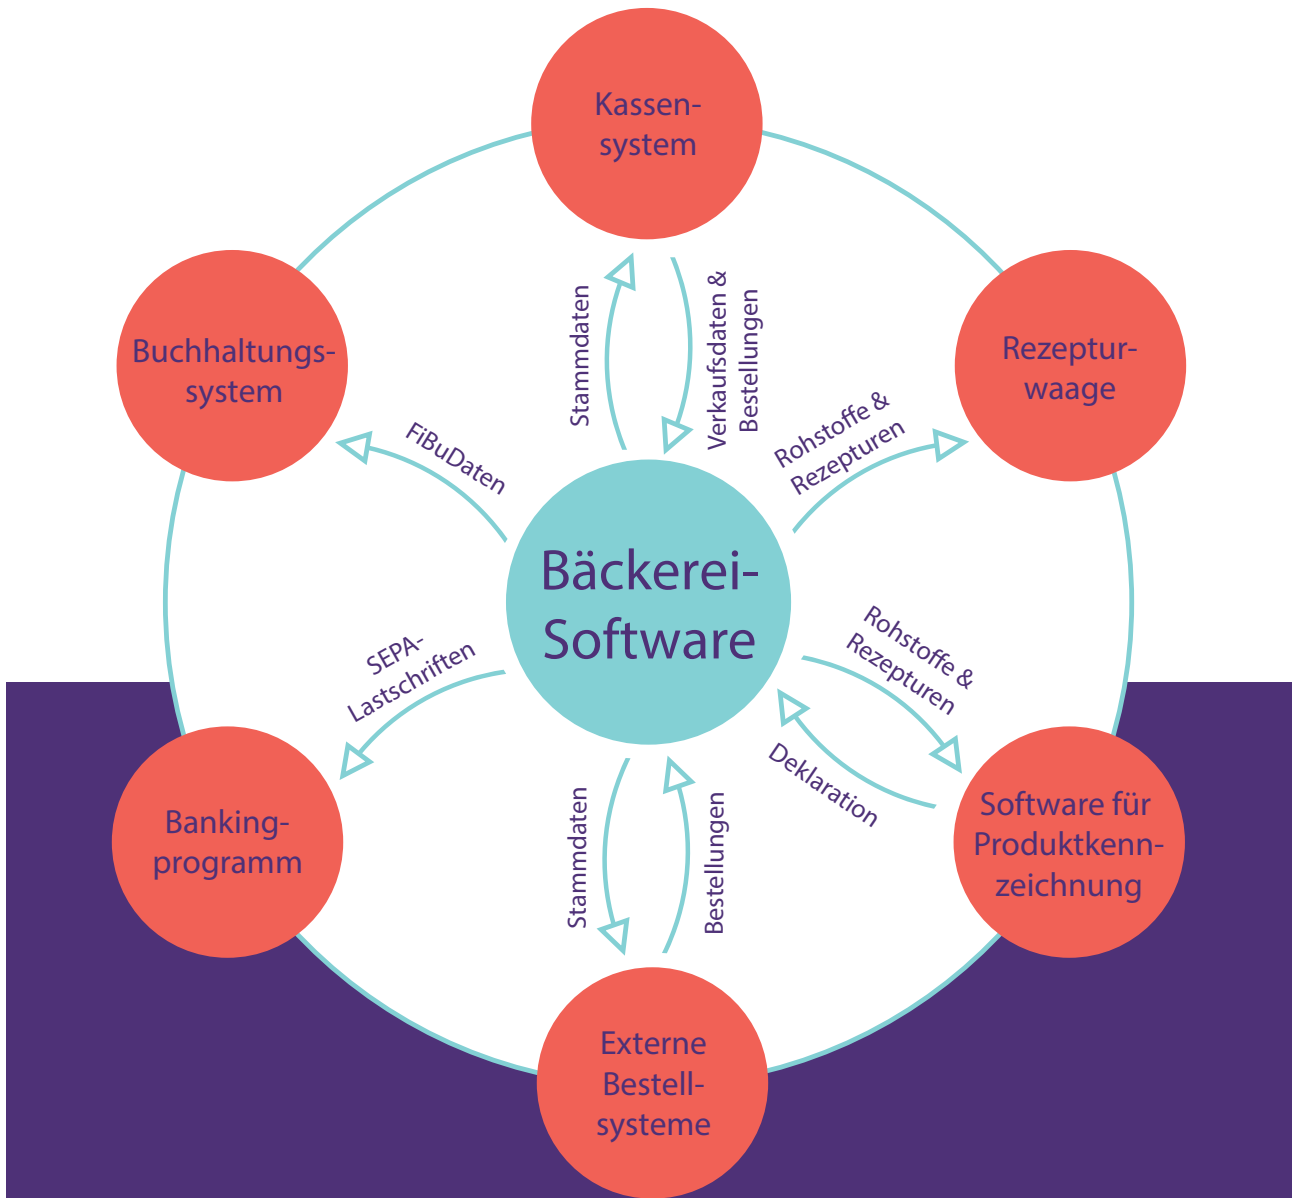 Kassen-
system
Buchhaltungs-
system
Rezeptur-
waage
Stammdaten
Verkaufsdaten &
Bestellungen
FiBuDaten
Rohstoffe &
Rezepturen
Bäckerei-
Software
SEPA-
Lastschriften
Rohstoffe &
Rezepturen
Deklaration
Banking-
programm
Stammdaten
Bestellungen
Software für
Produktkenn-
zeichnung
Externe
Bestell-
systeme